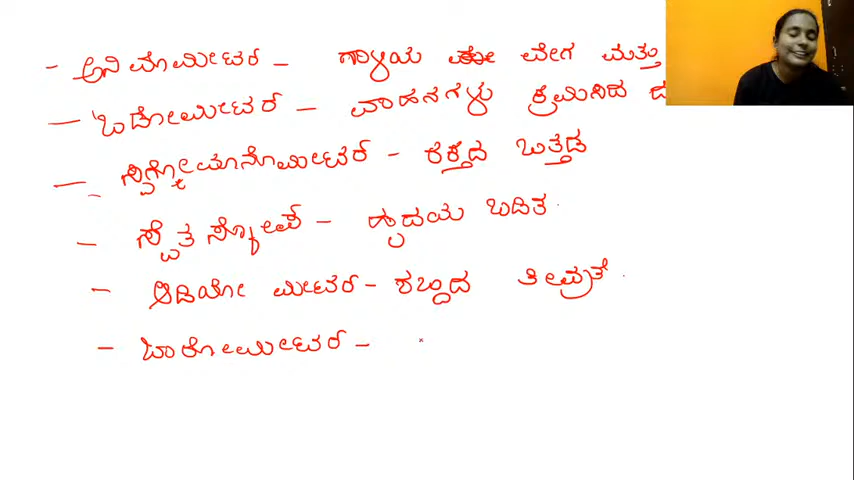 - ಅನಿಮೊಮೀಟರ್ - ಗಾಳಿಯ ವೇಗ ಮತ್ತು
- ಓಡೋಮೀಟರ್ - ವಾಹನಗಳು ಕ್ರಮಿಸಿದ
- ಸ್ಪಿಗ್ಮೋಮಾನೊಮೀಟರ್ - ರಕ್ತದ ಒತ್ತಡ
- ಸ್ಟೆತಸ್ಕೋಪ್ - ಹೃದಯ ಬಡಿತ
- ಆಡಿಯೋ ಮೀಟರ್ - ಶಬ್ದದ ತೀವ್ರತೆ
- ಬಾರೋಮೀಟರ್ -